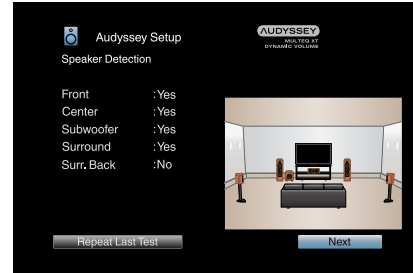 Audyssey Setup
AUDYSSEY
MULTEQ XT
DYNAMIC VOLUME
Speaker Detection
Front :Yes
Center :Yes
Subwoofer :Yes
Surround :Yes
Surr. Back :No
Repeat Last Test
Next